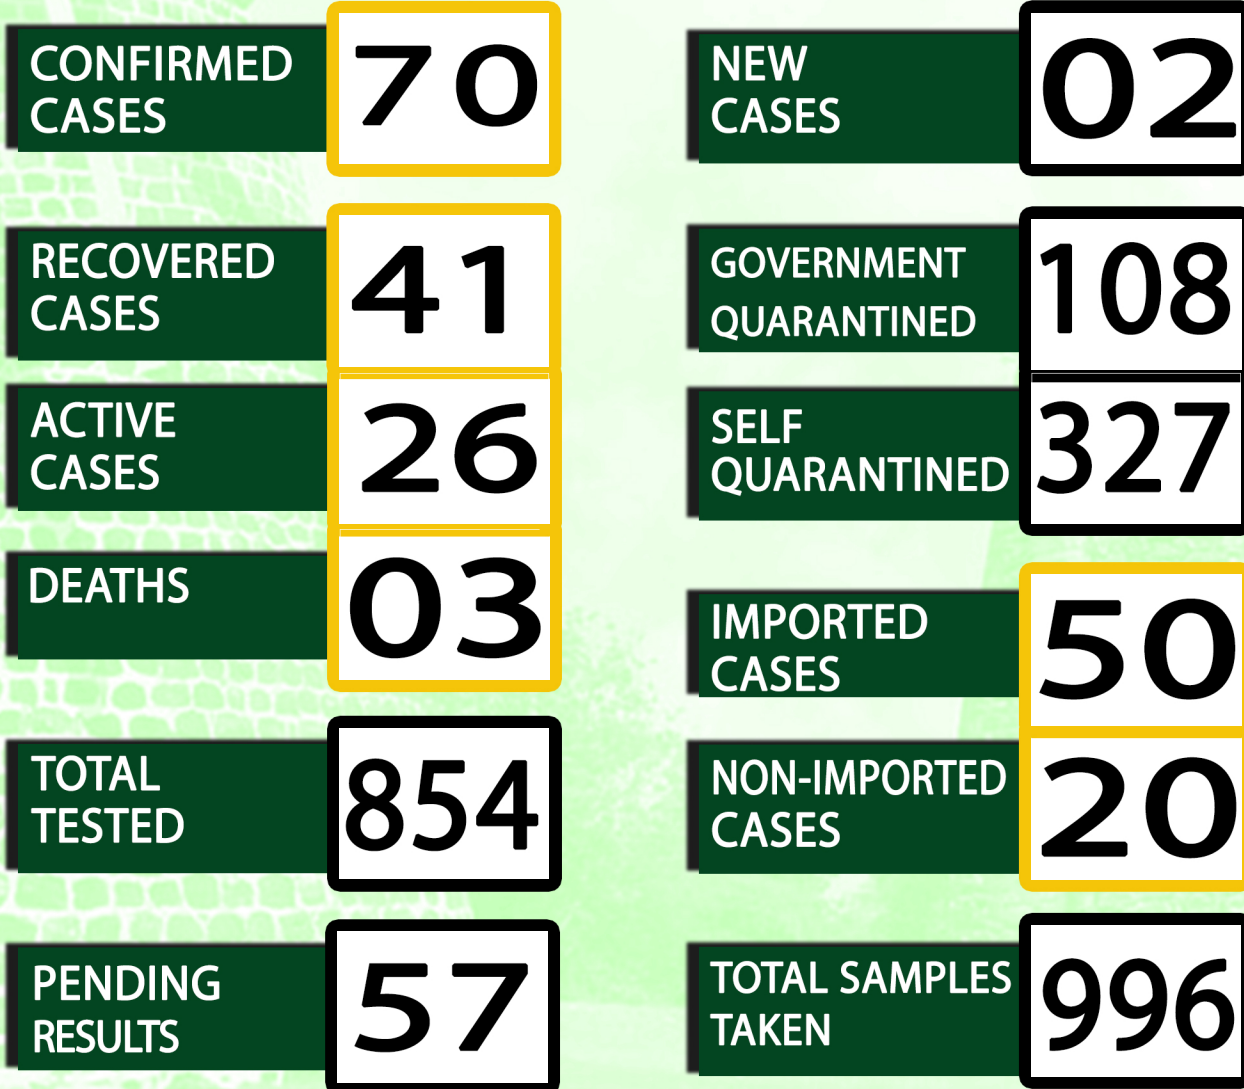 CONFIRMED
CASES
70
NEW
CASES
02
RECOVERED
CASES
41
GOVERNMENT
QUARANTINED
108
ACTIVE
CASES
26
SELF
QUARANTINED
327
DEATHS
03
IMPORTED
CASES
50
TOTAL
TESTED
854
NON-IMPORTED
CASES
20
PENDING
RESULTS
57
TOTAL SAMPLES
TAKEN
996